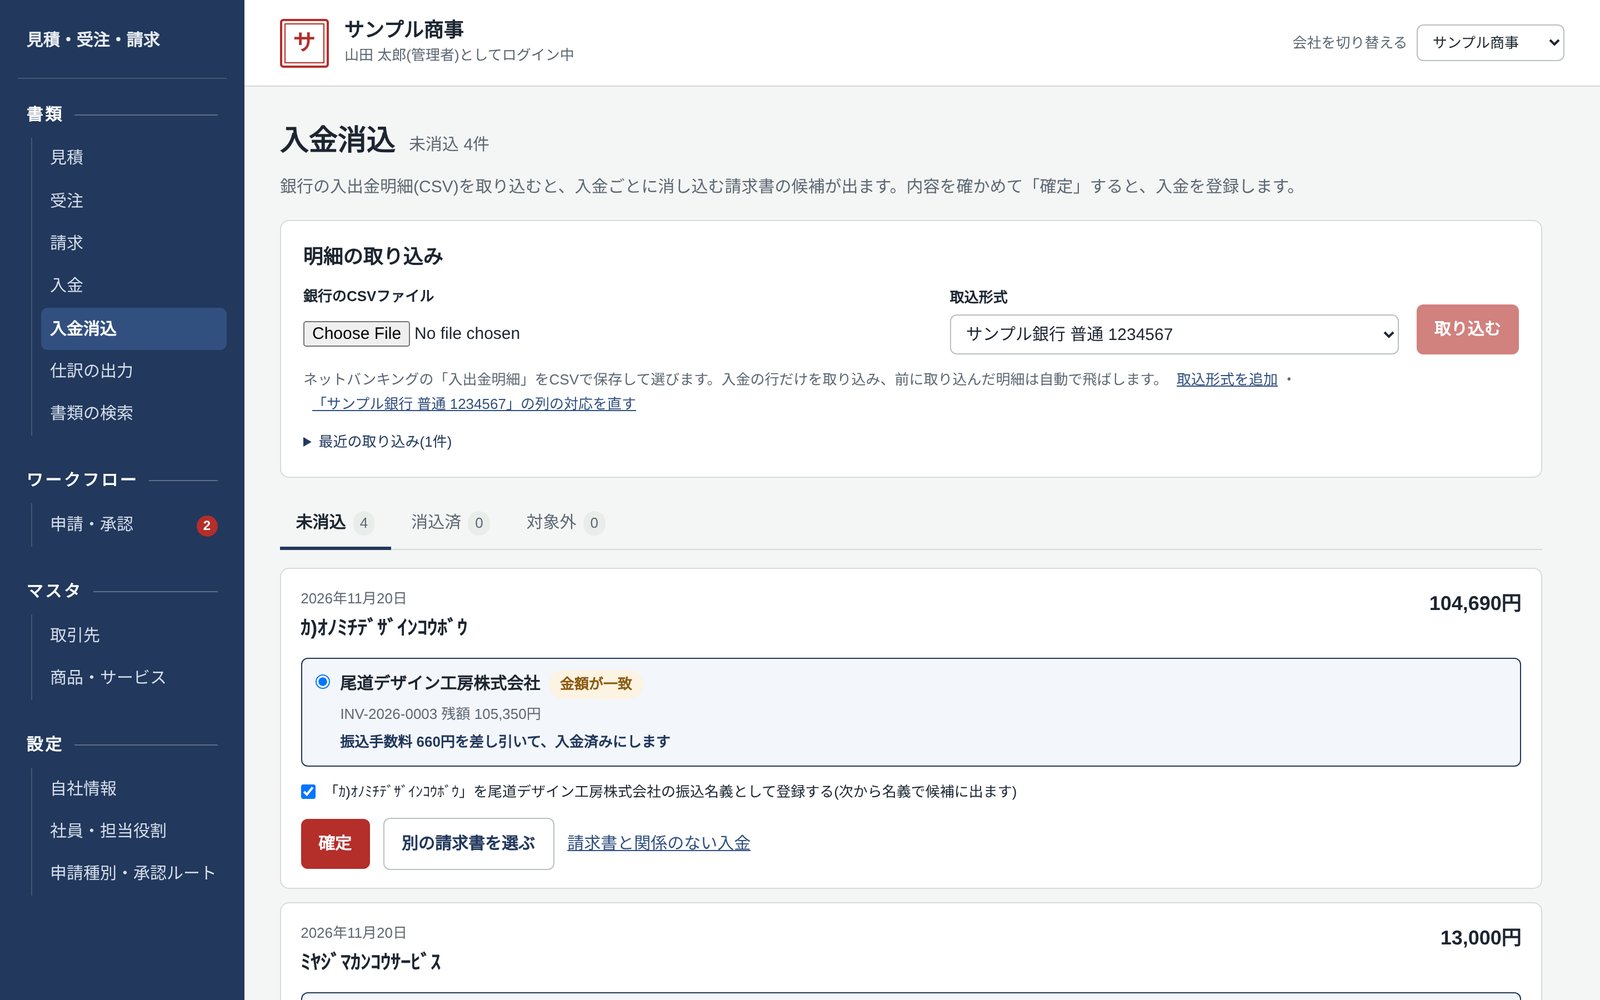 見積・受注・請求
書類
見積
受注
請求
入金
入金消込
仕訳の出力
書類の検索
ワークフロー
申請・承認 2
マスタ
取引先
商品・サービス
設定
自社情報
社員・担当役割
申請種別・承認ルート
サ
サンプル商事
山田 太郎(管理者)としてログイン中
会社を切り替える サンプル商事
入金消込 未消込 4件
銀行の入出金明細(CSV)を取り込むと、入金ごとに消し込む請求書の候補が出ます。内容を確かめて「確定」すると、入金を登録します。
明細の取り込み
銀行のCSVファイル
Choose File No file chosen
取込形式
サンプル銀行 普通 1234567
取り込む
ネットバンキングの「入出金明細」をCSVで保存して選びます。入金の行だけを取り込み、前に取り込んだ明細は自動で飛ばします。 取込形式を追加 ・
「サンプル銀行 普通 1234567」の列の対応を直す
▶ 最近の取り込み(1件)
未消込 4 消込済 0 対象外 0
2026年11月20日
ｶ)ｵﾉﾐﾁﾃﾞｻﾞｲﾝｺｳﾎﾞｳ
104,690円
尾道デザイン工房株式会社 金額が一致
INV-2026-0003 残額 105,350円
振込手数料 660円を差し引いて、入金済みにします
「ｶ)ｵﾉﾐﾁﾃﾞｻﾞｲﾝｺｳﾎﾞｳ」を尾道デザイン工房株式会社の振込名義として登録する(次から名義で候補に出ます)
確定 別の請求書を選ぶ 請求書と関係のない入金
2026年11月20日
ﾐﾔｼﾞﾏｶﾝｺｳｻｰﾋﾞｽ
13,000円